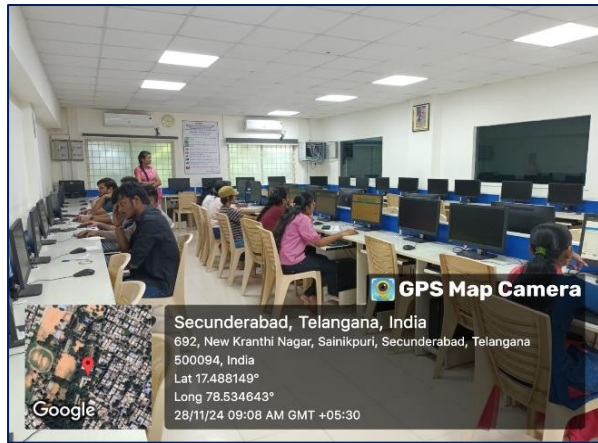 GPS Map Camera
Secunderabad, Telangana, India
692, New Kranthi Nagar, Sainikpuri, Secunderabad, Telangana
500094, India
Lat 17.488149°
Long 78.534643°
28/11/24 09:08 AM GMT +05:30
Google